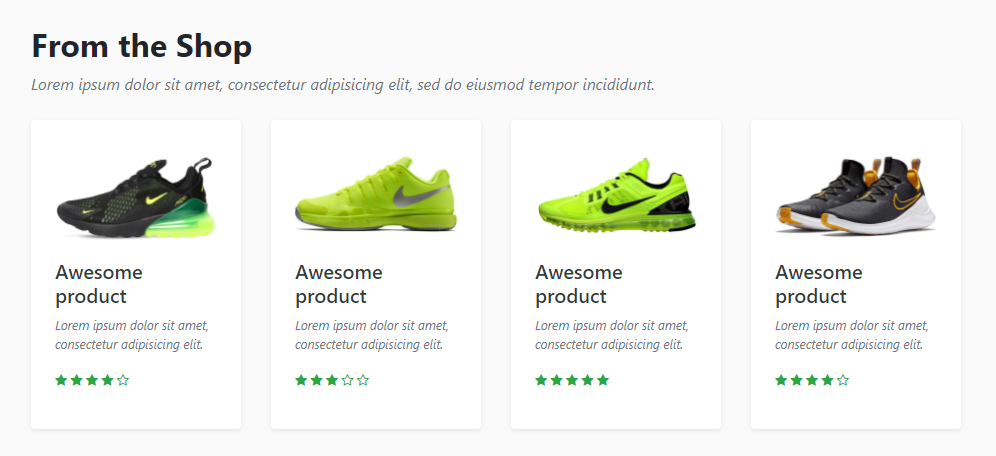 From the Shop
Lorem ipsum dolor sit amet, consectetur adipisicing elit, sed do eiusmod tempor incididunt.
Awesome
product
Lorem ipsum dolor sit amet,
consectetur adipisicing elit.
Awesome
product
Lorem ipsum dolor sit amet,
consectetur adipisicing elit.
Awesome
product
Lorem ipsum dolor sit amet,
consectetur adipisicing elit.
Awesome
product
Lorem ipsum dolor sit amet,
consectetur adipisicing elit.